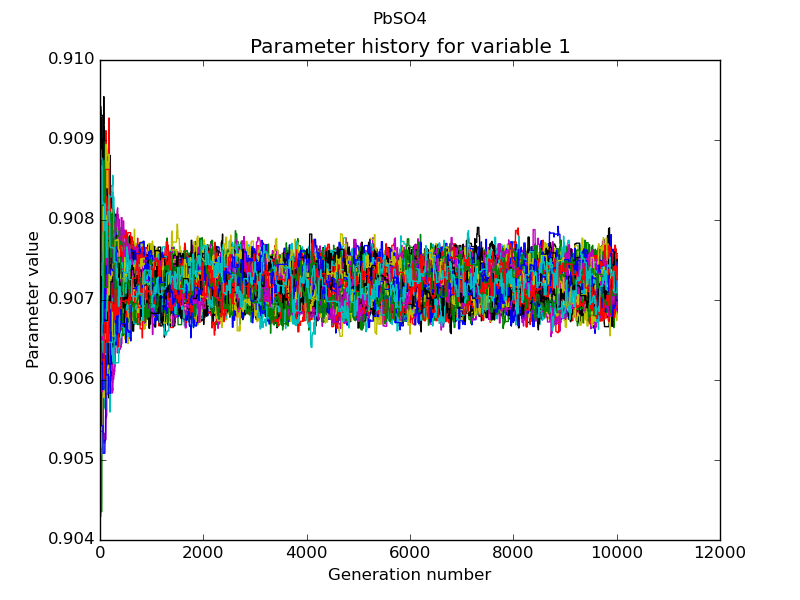 PbSO4
Parameter history for variable 1
0.910
0.909
0.908
0.907
0.906
0.905
0.904
Parameter value
0 2000 4000 6000 8000 10000 12000
Generation number